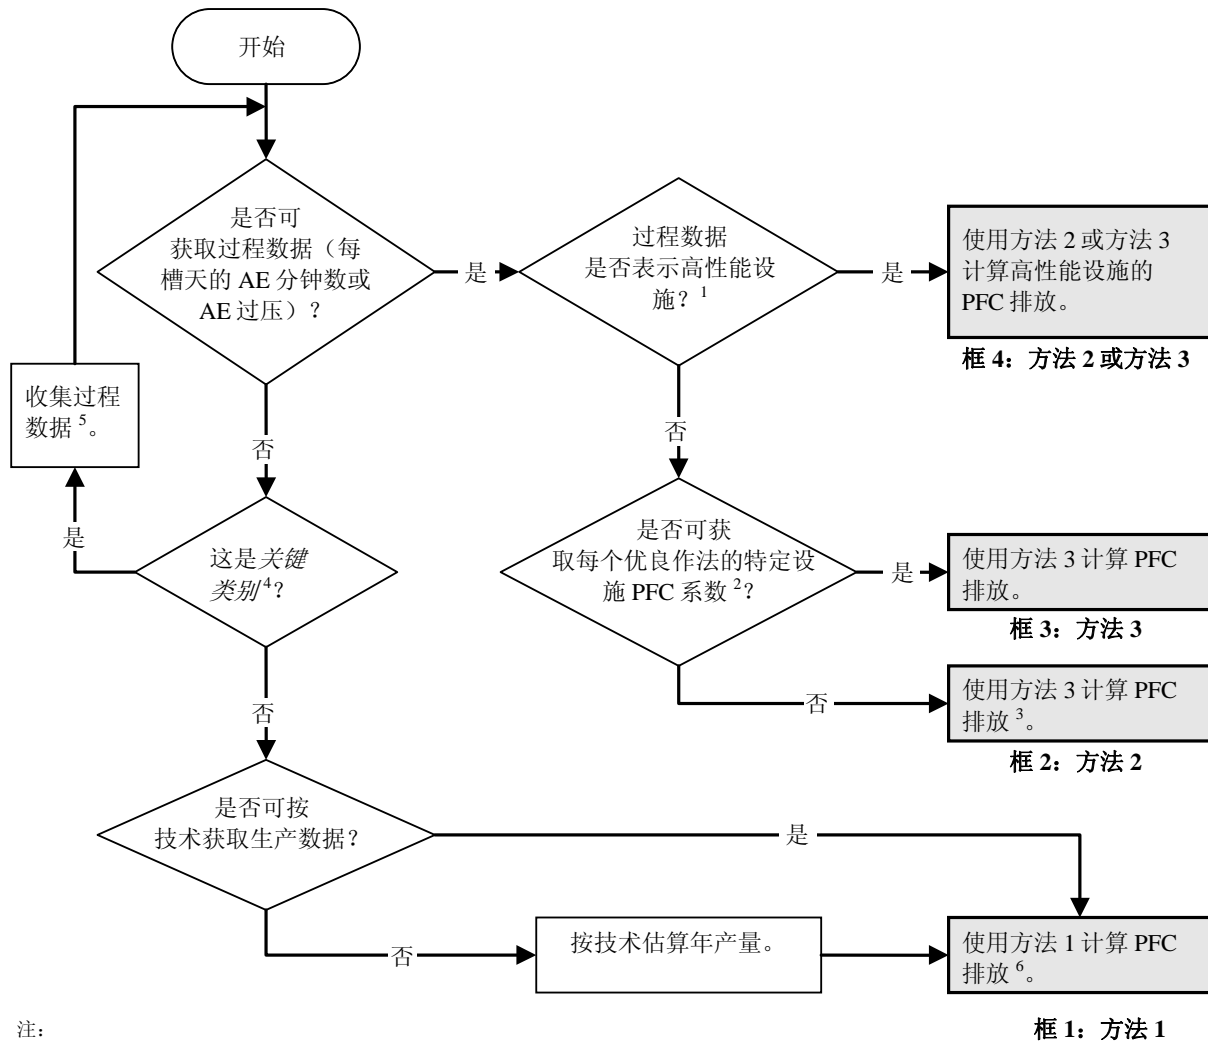 开始
是否可
获取过程数据（每
槽天的 AE 分钟数或
AE 过压）？
是
过程数据
是否表示高性能设
施？1
是
使用方法 2 或方法 3
计算高性能设施的
PFC 排放。
框 4：方法 2 或方法 3
收集过程
数据 5。
否
否
是
这是关键
类别4？
是否可获
取每个优良作法的特定设
施 PFC 系数 2？
是
使用方法 3 计算 PFC
排放。
框 3：方法 3
否
否
使用方法 3 计算 PFC
排放 3。
框 2：方法 2
是否可按
技术获取生产数据？
是
否
按技术估算年产量。
使用方法 1 计算 PFC
排放 6。
框 1：方法 1
注：